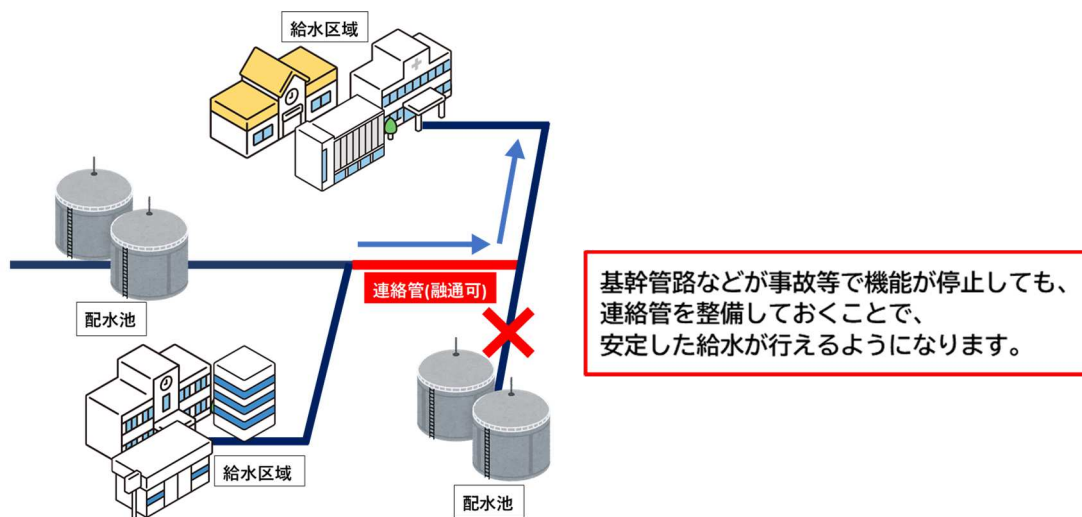 給水区域
配水池
連絡管(融通可)
給水区域
配水池
基幹管路などが事故等で機能が停止しても、
連絡管を整備しておくことで、
安定した給水が行えるようになります。